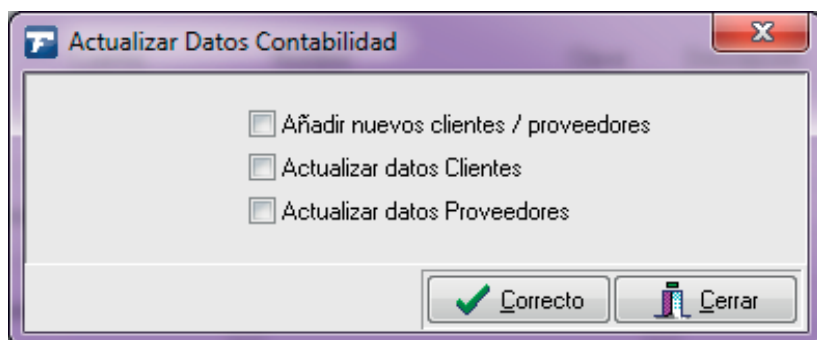 Actualizar Datos Contabilidad
Añadir nuevos clientes / proveedores
Actualizar datos Clientes
Actualizar datos Proveedores
Correcto
Cerrar